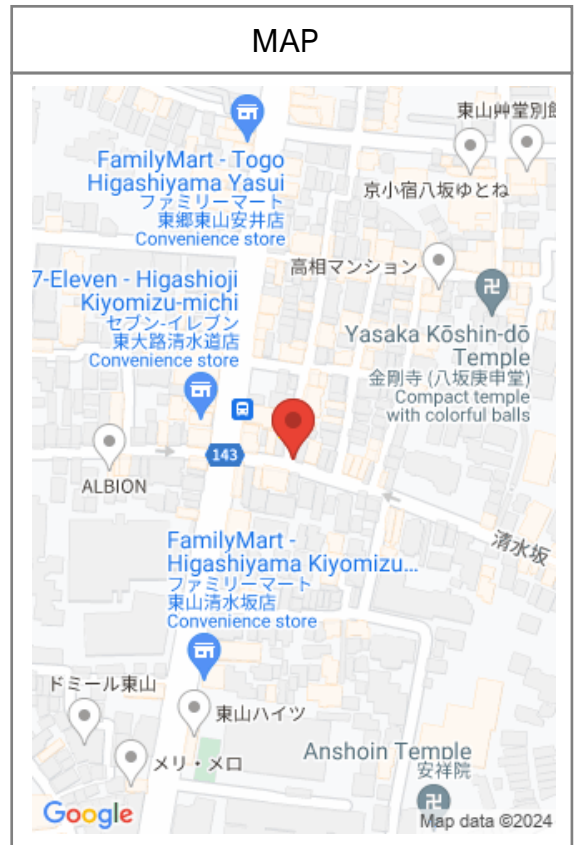 MAP
東山艸堂別館
FamilyMart - Togo
Higashiyama Yasui
ファミリーマート
東郷東山安井店
Convenience store
京小宿八坂ゆとね
高相マンション
7-Eleven - Higashioji
Kiyomizu-michi
セブン-イレブン
東大路清水道店
Convenience store
Yasaka Kōshin-dō
Temple
金剛寺 (八坂庚申堂)
Compact temple
with colorful balls
143
ALBION
清水坂
FamilyMart -
Higashiyama Kiyomizu...
ファミリーマート
東山清水坂店
Convenience store
ドミール東山
東山ハイツ
メリ・メロ
Anshoin Temple
安祥院
Google
Map data ©2024